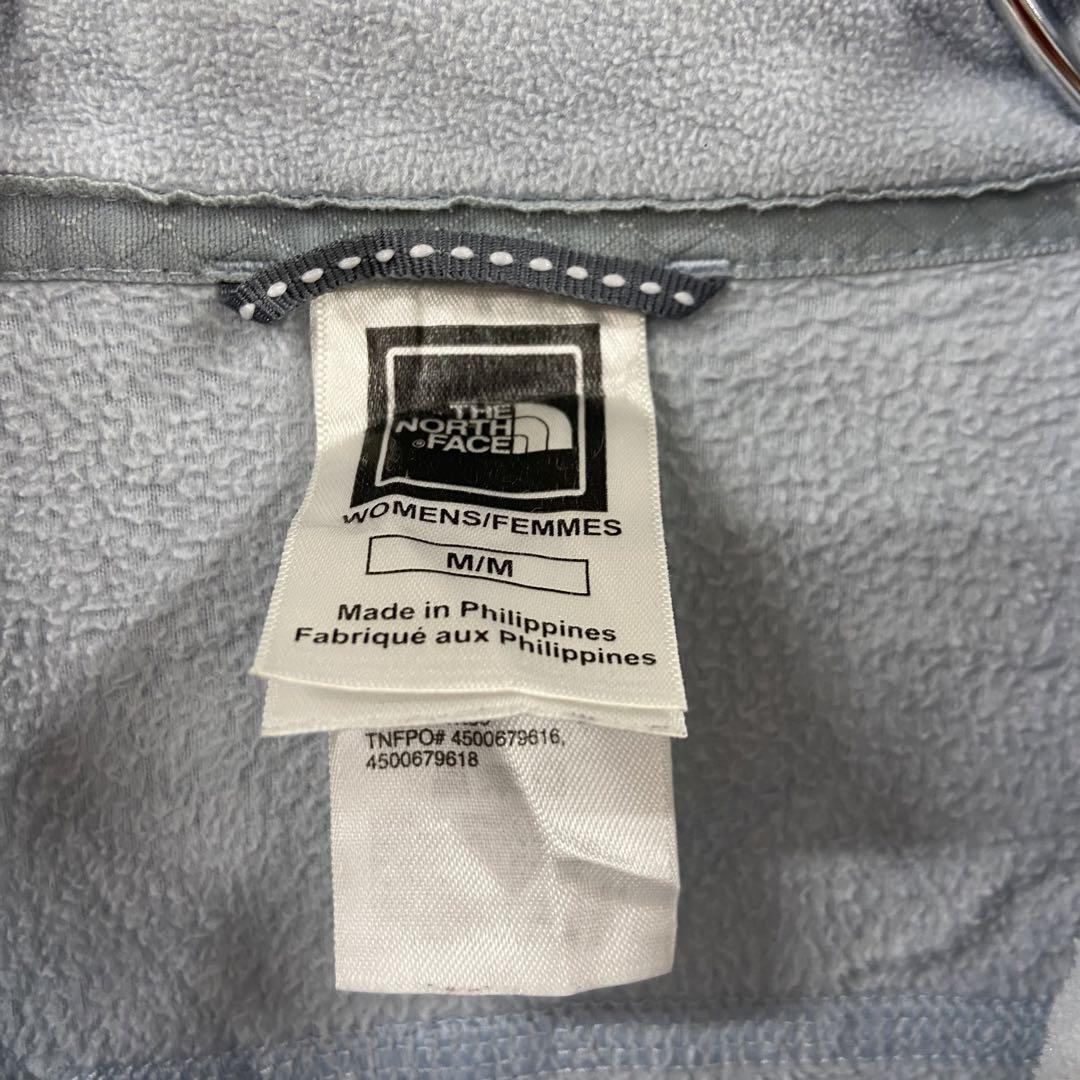 THE
NORTH
®FACE
WOMENS/FEMMES
M/M
Made in Philippines
Fabriqué aux Philippines
TNFPO# 4500679616,
4500679618